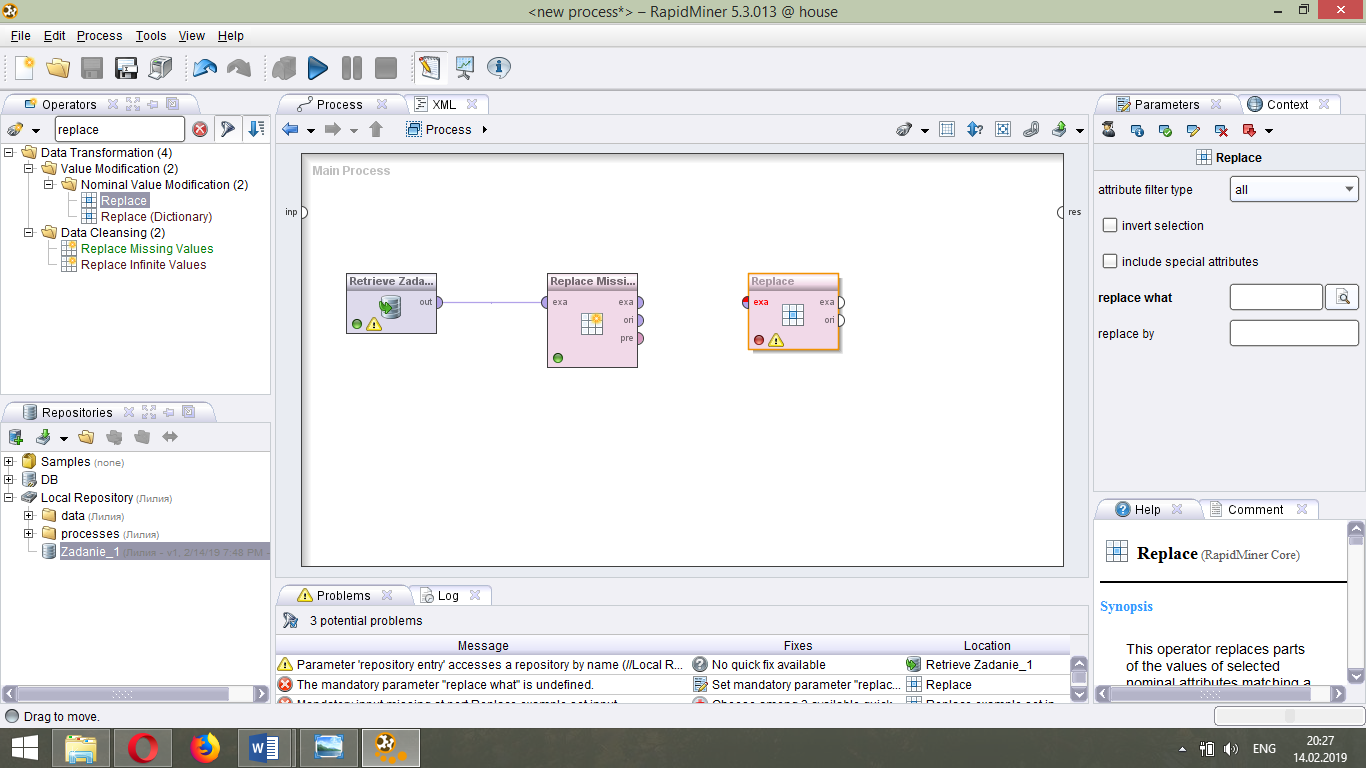 <new process*> – RapidMiner 5.3.013 @ house
File Edit Process Tools View Help
Operators
replace
Data Transformation (4)
Value Modification (2)
Nominal Value Modification (2)
Replace
Replace (Dictionary)
Data Cleansing (2)
Replace Missing Values
Replace Infinite Values
Repositories
Samples (none)
DB
Local Repository (Лилия)
data (Лилия)
processes (Лилия)
Zadanie_1 (Лилия - v1, 2/14/19 7:48 PM -
Process XML
Process
Main Process
inp
res
Retrieve Zada...
out
Replace Missi...
exa exa
ori
pre
Replace
exa exa
ori
Problems Log
3 potential problems
Message Fixes Location
Parameter 'repository entry' accesses a repository by name (//Local R... No quick fix available Retrieve Zadanie_1
The mandatory parameter "replace what" is undefined. Set mandatory parameter "replac... Replace
Parameters Context
Replace
attribute filter type all
invert selection
include special attributes
replace what
replace by
Help Comment
Replace (RapidMiner Core)
Synopsis
This operator replaces parts
of the values of selected
nominal attributes matching a
Drag to move.
ENG
20:27
14.02.2019